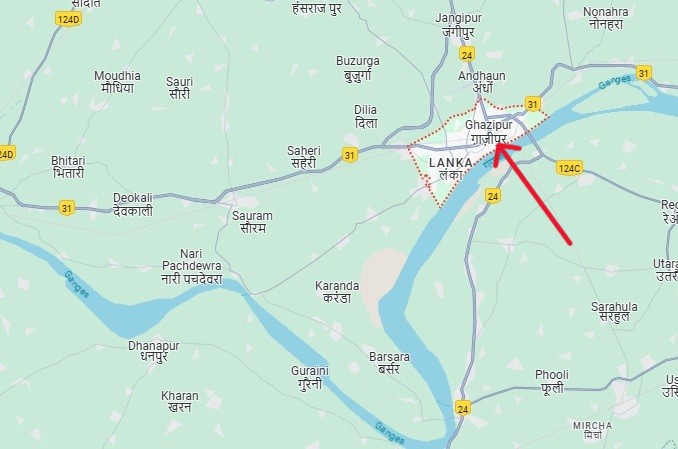 124D
सादात
हंसराज पुर
Jangipur
जंगीपुर
Nonahra
नोनहरा
24
Buzurga
बुजुर्गा
Moudhia
मौधिया
Sauri
सौरी
Andhaun
अंधौं
31
Ganges
31
Dilia
दिला
Ghazipur
ग़ाज़ीपुर
24D
Bhitari
भितारी
Saheri
सहेरी
31
LANKA
लंका
124C
Deokali
देवकाली
31
24
Sauram
सौरम
Nari
Pachdewra
नारी पचदेवरा
Ganges
Karanda
करंडा
Sarahula
सरहुल
Dhanapur
धनपुर
Barsara
बर्सर
Guraini
गुरैनी
Phooli
फूली
Kharan
खरन
24
Ganges
MIRCHA
मिर्चा